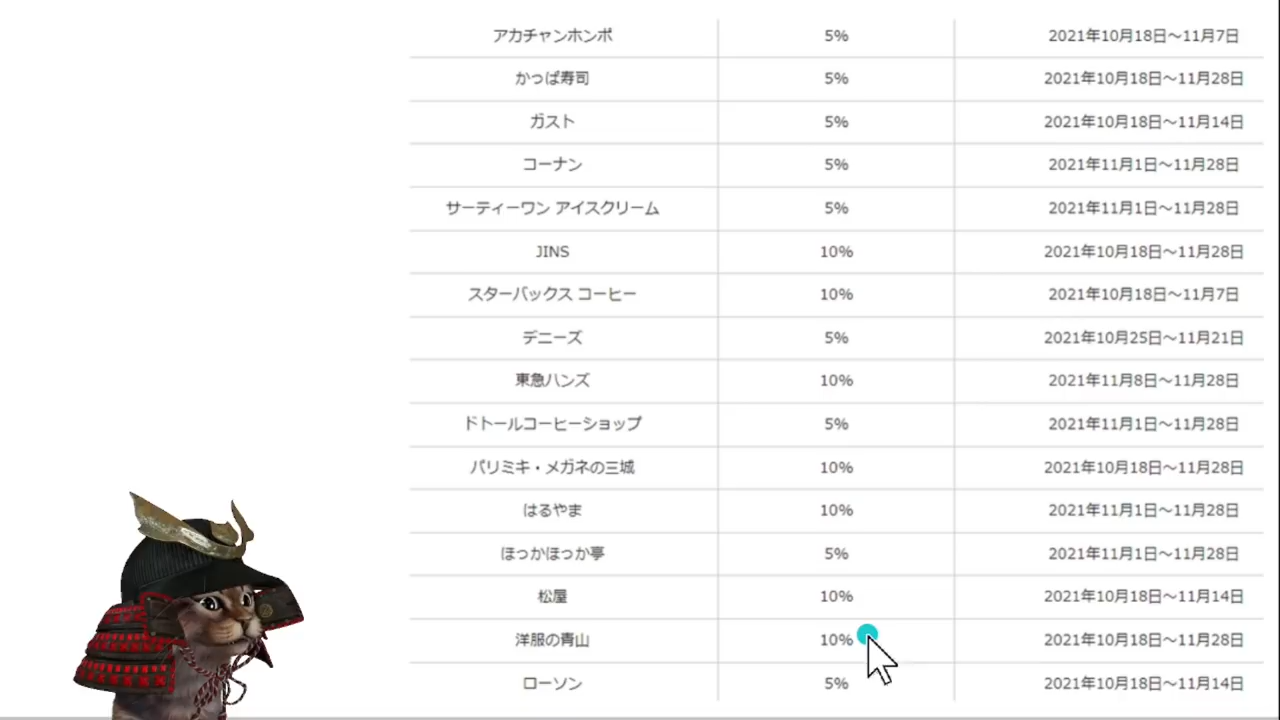 アカチャンホンポ 5% 2021年10月18日～11月7日
かっぱ寿司 5% 2021年10月18日～11月28日
ガスト 5% 2021年10月18日～11月14日
コーナン 5% 2021年11月1日～11月28日
サーティーワン アイスクリーム 5% 2021年11月1日～11月28日
JINS 10% 2021年10月18日～11月28日
スターバックス コーヒー 10% 2021年10月18日～11月7日
デニーズ 5% 2021年10月25日～11月21日
東急ハンズ 10% 2021年11月8日～11月28日
ドトールコーヒーショップ 5% 2021年11月1日～11月28日
パリミキ・メガネの三城 10% 2021年10月18日～11月28日
はるやま 10% 2021年11月1日～11月28日
ほっかほっか夢 5% 2021年11月1日～11月28日
松屋 10% 2021年10月18日～11月14日
洋服の青山 10% 2021年10月18日～11月28日
ローソン 5% 2021年10月18日～11月14日